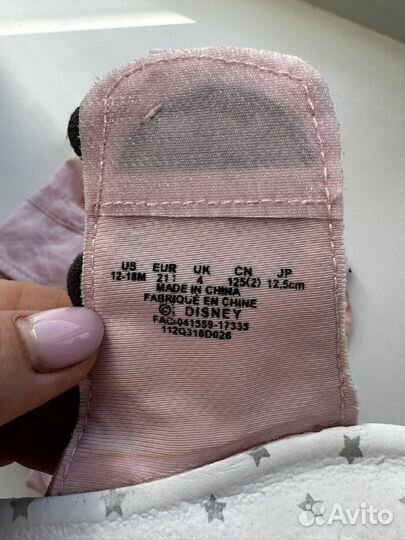 US EUR UK CN JP
12-18M 21 4 125(2) 12.5cm
MADE IN CHINA
FABRIQUÉ EN CHINE
©. DISNEY
FAC-041559-17335
112Q316D026
Avito